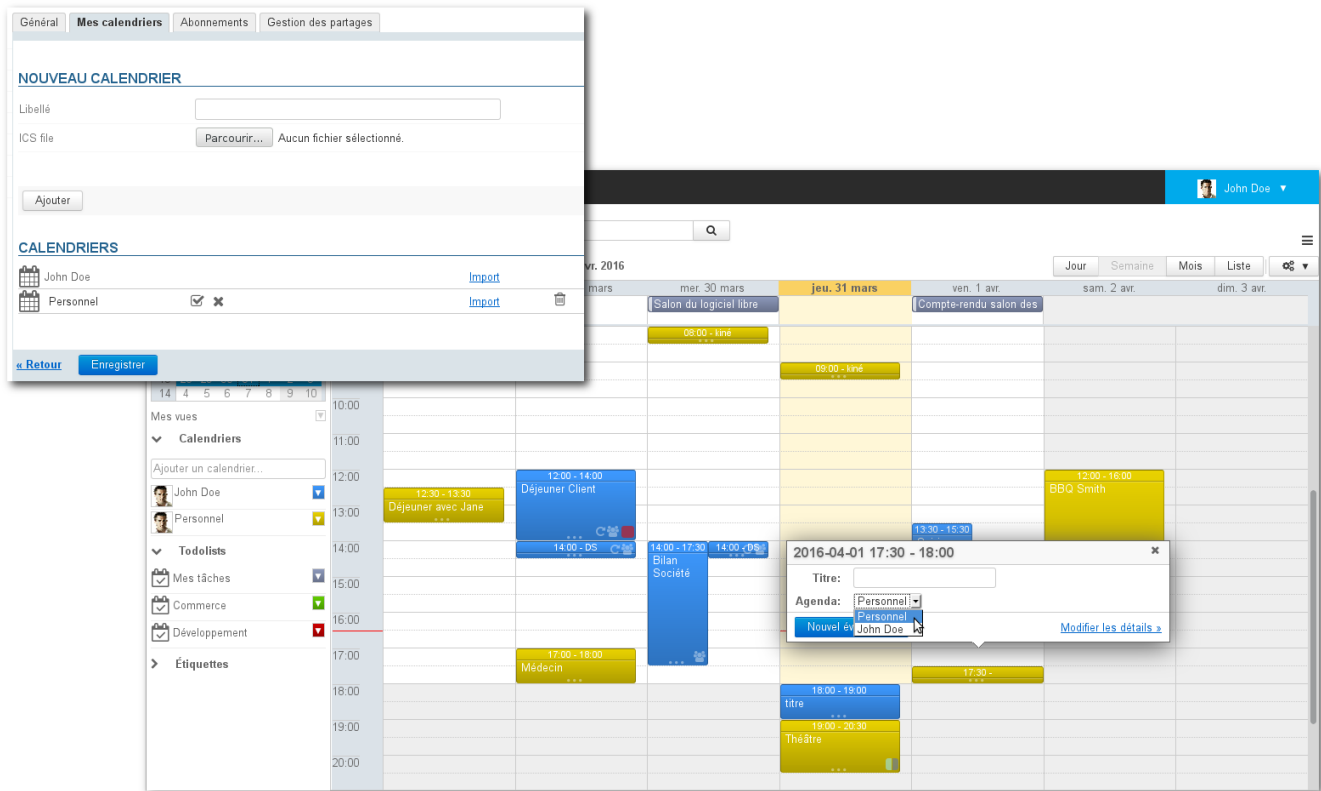 Général Mes calendriers Abonnements Gestion des partages
NOUVEAU CALENDRIER
Libellé
ICS file Parcourir... Aucun fichier sélectionné.
Ajouter
CALENDRIERS
John Doe Import
Personnel Import
« Retour Enregistrer
John Doe
vr. 2016
Jour Semaine Mois Liste
mars mer. 30 mars jeu. 31 mars ven. 1 avr. sam. 2 avr. dim. 3 avr.
Salon du logiciel libre Compte-rendu salon des
08:00 - kiné
09:00 - kiné
14 4 5 6 7 8 9 10
Mes vues
Calendriers
Ajouter un calendrier...
John Doe
Personnel
Todolists
Mes tâches
Commerce
Développement
Étiquettes
10:00
11:00
12:00
13:00
14:00
15:00
16:00
17:00
18:00
19:00
20:00
12:30 - 13:30
Déjeuner avec Jane
12:00 - 14:00
Déjeuner Client
14:00 - DS
17:00 - 18:00
Médecin
14:00 - 17:30
Bilan
Société
14:00 - DS
18:00 - 19:00
titre
19:00 - 20:30
Théâtre
13:30 - 15:30
17:30 -
12:00 - 16:00
BBQ Smith
2016-04-01 17:30 - 18:00
Titre:
Agenda: Personnel
Personnel
John Doe
Nouvel év
Modifier les détails »